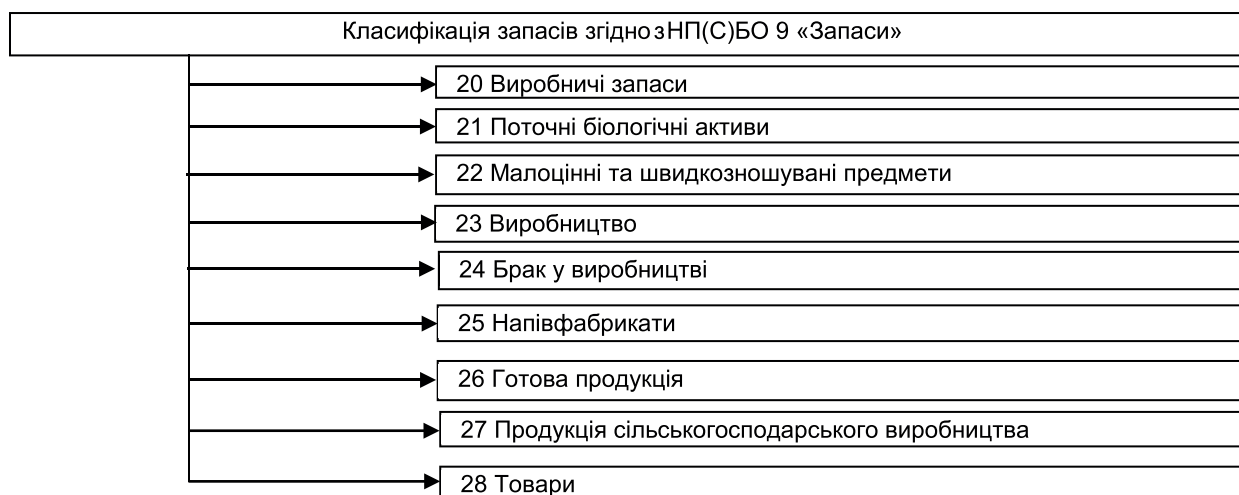 Класифікація запасів згідно з НП(С)БО 9 «Запаси»
20 Виробничі запаси
21 Поточні біологічні активи
22 Малоцінні та швидкозношувані предмети
23 Виробництво
24 Брак у виробництві
25 Напівфабрикати
26 Готова продукція
27 Продукція сільськогосподарського виробництва
28 Товари